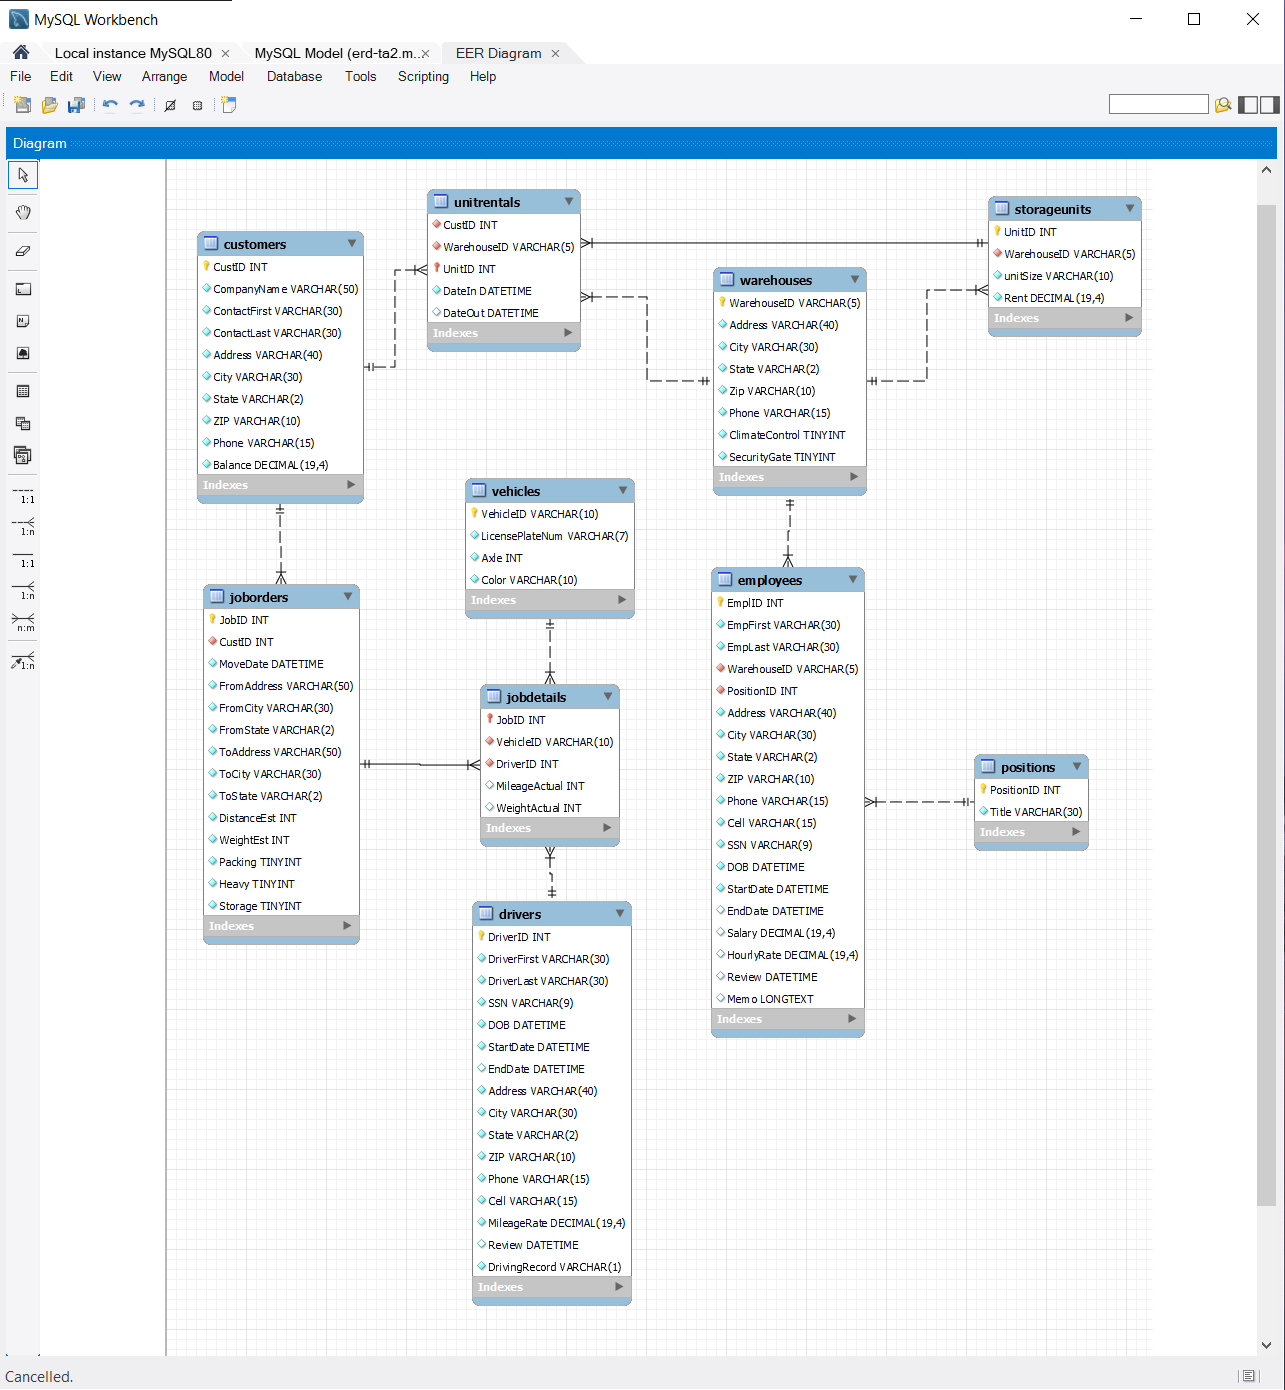 MySQL Workbench
Local instance MySQL80 ×
MySQL Model (erd-ta2.m..×
EER Diagram ×
File Edit View Arrange Model Database Tools Scripting Help
Diagram
1:1
1:n
1:1
1:n
n:m
1:n
unitrentals
CustID INT
WarehouseID VARCHAR(5)
UnitID INT
DateIn DATETIME
DateOut DATETIME
Indexes
storageunits
UnitID INT
WarehouseID VARCHAR(5)
unitSize VARCHAR(10)
Rent DECIMAL(19,4)
Indexes
customers
CustID INT
CompanyName VARCHAR(50)
ContactFirst VARCHAR(30)
ContactLast VARCHAR(30)
Address VARCHAR(40)
City VARCHAR(30)
State VARCHAR(2)
ZIP VARCHAR(10)
Phone VARCHAR(15)
Balance DECIMAL(19,4)
Indexes
warehouses
WarehouseID VARCHAR(5)
Address VARCHAR(40)
City VARCHAR(30)
State VARCHAR(2)
Zip VARCHAR(10)
Phone VARCHAR(15)
ClimateControl TINYINT
SecurityGate TINYINT
Indexes
vehicles
VehicleID VARCHAR(10)
LicensePlateNum VARCHAR(7)
Axle INT
Color VARCHAR(10)
Indexes
joborders
JobID INT
CustID INT
MoveDate DATETIME
FromAddress VARCHAR(50)
FromCity VARCHAR(30)
FromState VARCHAR(2)
ToAddress VARCHAR(50)
ToCity VARCHAR(30)
ToState VARCHAR(2)
DistanceEst INT
WeightEst INT
Packing TINYINT
Heavy TINYINT
Storage TINYINT
Indexes
jobdetails
JobID INT
VehicleID VARCHAR(10)
DriverID INT
MileageActual INT
WeightActual INT
Indexes
employees
EmplID INT
EmpFirst VARCHAR(30)
EmpLast VARCHAR(30)
WarehouseID VARCHAR(5)
PositionID INT
Address VARCHAR(40)
City VARCHAR(30)
State VARCHAR(2)
ZIP VARCHAR(10)
Phone VARCHAR(15)
Cell VARCHAR(15)
SSN VARCHAR(9)
DOB DATETIME
StartDate DATETIME
EndDate DATETIME
Salary DECIMAL(19,4)
HourlyRate DECIMAL(19,4)
Review DATETIME
Memo LONGTEXT
Indexes
positions
PositionID INT
Title VARCHAR(30)
Indexes
drivers
DriverID INT
DriverFirst VARCHAR(30)
DriverLast VARCHAR(30)
SSN VARCHAR(9)
DOB DATETIME
StartDate DATETIME
EndDate DATETIME
Address VARCHAR(40)
City VARCHAR(30)
State VARCHAR(2)
ZIP VARCHAR(10)
Phone VARCHAR(15)
Cell VARCHAR(15)
MileageRate DECIMAL(19,4)
Review DATETIME
DrivingRecord VARCHAR(1)
Indexes
Cancelled.